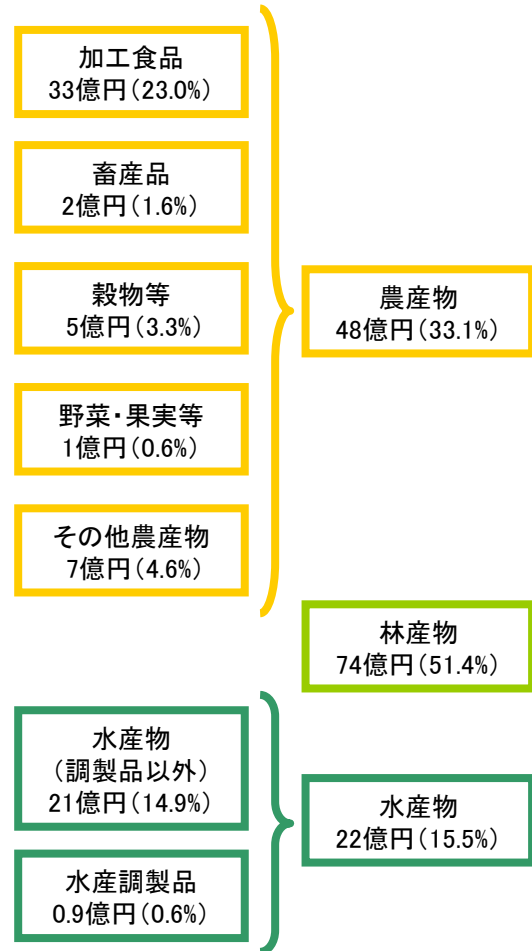 加工食品
33億円(23.0%)
畜産品
2億円(1.6%)
穀物等
5億円(3.3%)
野菜・果実等
1億円(0.6%)
その他農産物
7億円(4.6%)
農産物
48億円(33.1%)
林産物
74億円(51.4%)
水産物
(調製品以外)
21億円(14.9%)
水産調製品
0.9億円(0.6%)
水産物
22億円(15.5%)